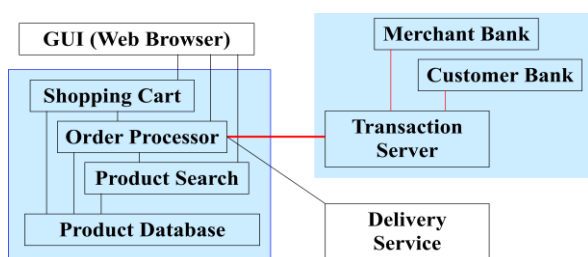 GUI (Web Browser)
Shopping Cart
Order Processor
Product Search
Product Database
Merchant Bank
Customer Bank
Transaction
Server
Delivery
Service